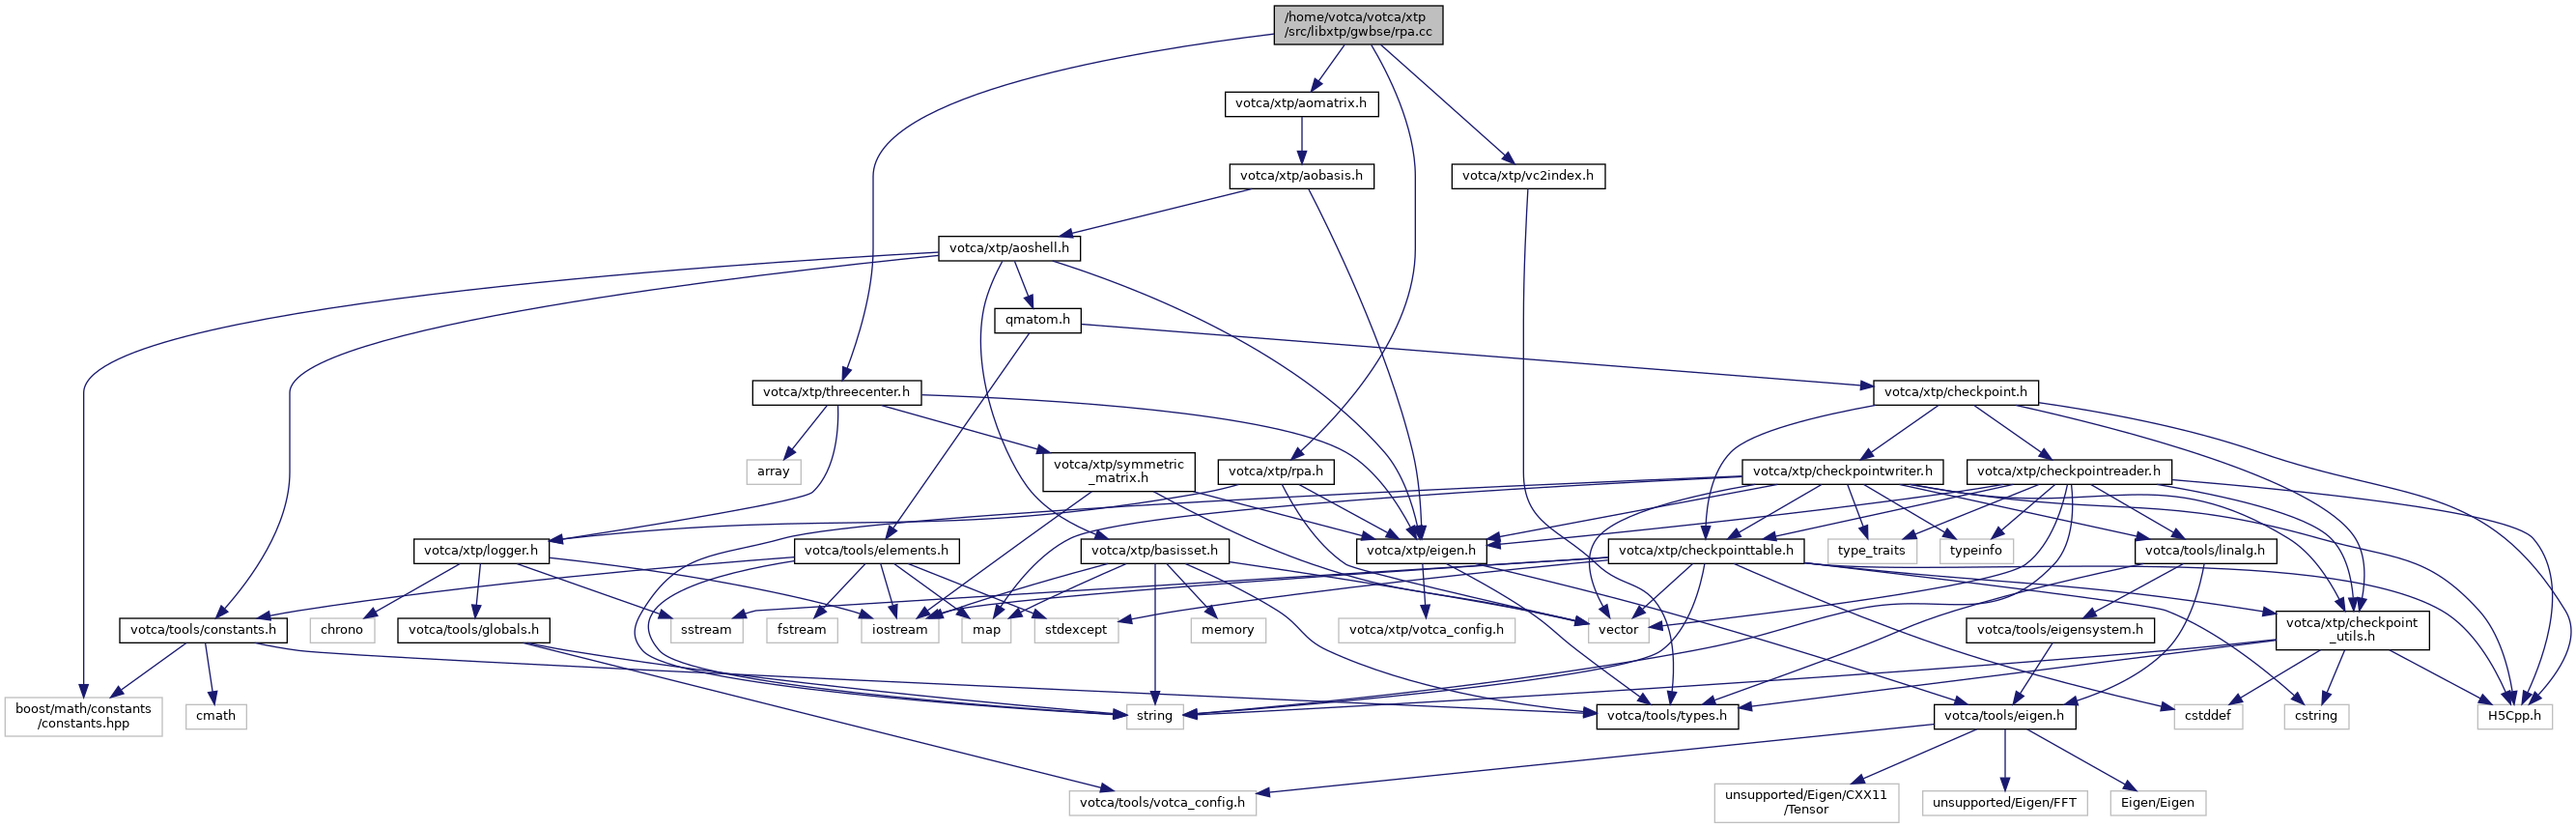 /home/votca/votca/xtp
/src/libxtp/gwbse/rpa.cc
votca/xtp/aomatrix.h
votca/xtp/aobasis.h
votca/xtp/vc2index.h
votca/xtp/aoshell.h
qmatom.h
votca/xtp/threecenter.h
votca/xtp/checkpoint.h
array
votca/xtp/symmetric
_matrix.h
votca/xtp/rpa.h
votca/xtp/checkpointwriter.h
votca/xtp/checkpointreader.h
votca/xtp/logger.h
votca/tools/elements.h
votca/xtp/basisset.h
votca/xtp/eigen.h
votca/xtp/checkpointtable.h
type_traits
typeinfo
votca/tools/linalg.h
votca/tools/constants.h
chrono
votca/tools/globals.h
sstream
fstream
iostream
map
stdexcept
memory
votca/xtp/votca_config.h
vector
votca/tools/eigensystem.h
votca/xtp/checkpoint
_utils.h
boost/math/constants
/constants.hpp
cmath
string
votca/tools/types.h
votca/tools/eigen.h
cstddef
cstring
H5Cpp.h
votca/tools/votca_config.h
unsupported/Eigen/CXX11
/Tensor
unsupported/Eigen/FFT
Eigen/Eigen